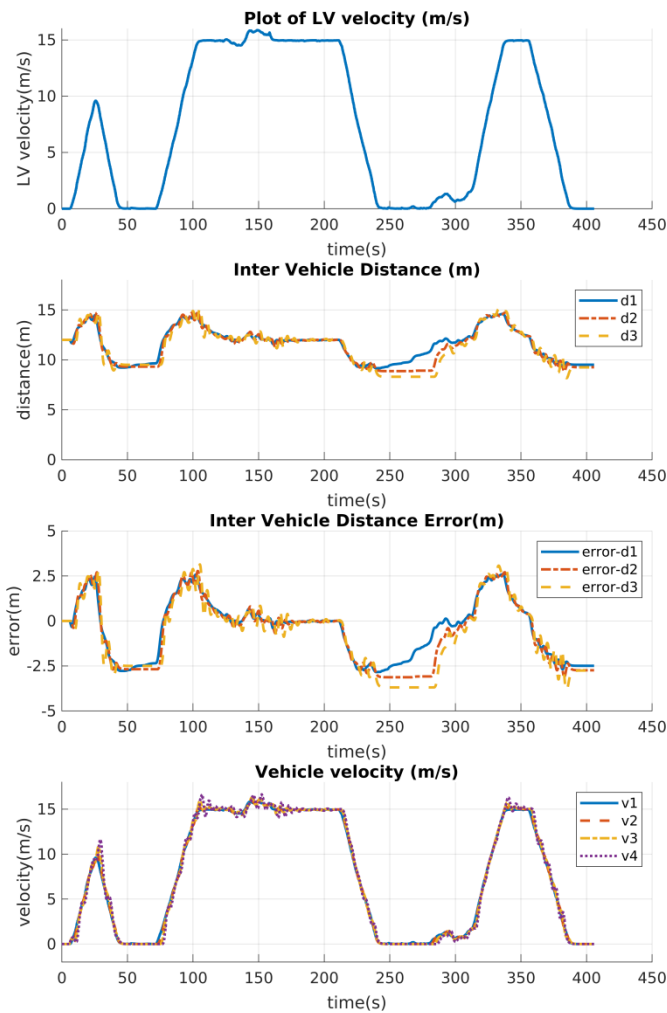 Plot of LV velocity (m/s)
LV velocity(m/s)
15
10
5
0
0 50 100 150 200 250 300 350 400 450
time(s)
Inter Vehicle Distance (m)
distance(m)
15
10
5
0
d1
d2
d3
0 50 100 150 200 250 300 350 400 450
time(s)
Inter Vehicle Distance Error(m)
error(m)
5
2.5
0
-2.5
-5
error-d1
error-d2
error-d3
0 50 100 150 200 250 300 350 400 450
time(s)
Vehicle velocity (m/s)
velocity(m/s)
15
10
5
0
v1
v2
v3
v4
0 50 100 150 200 250 300 350 400 450
time(s)